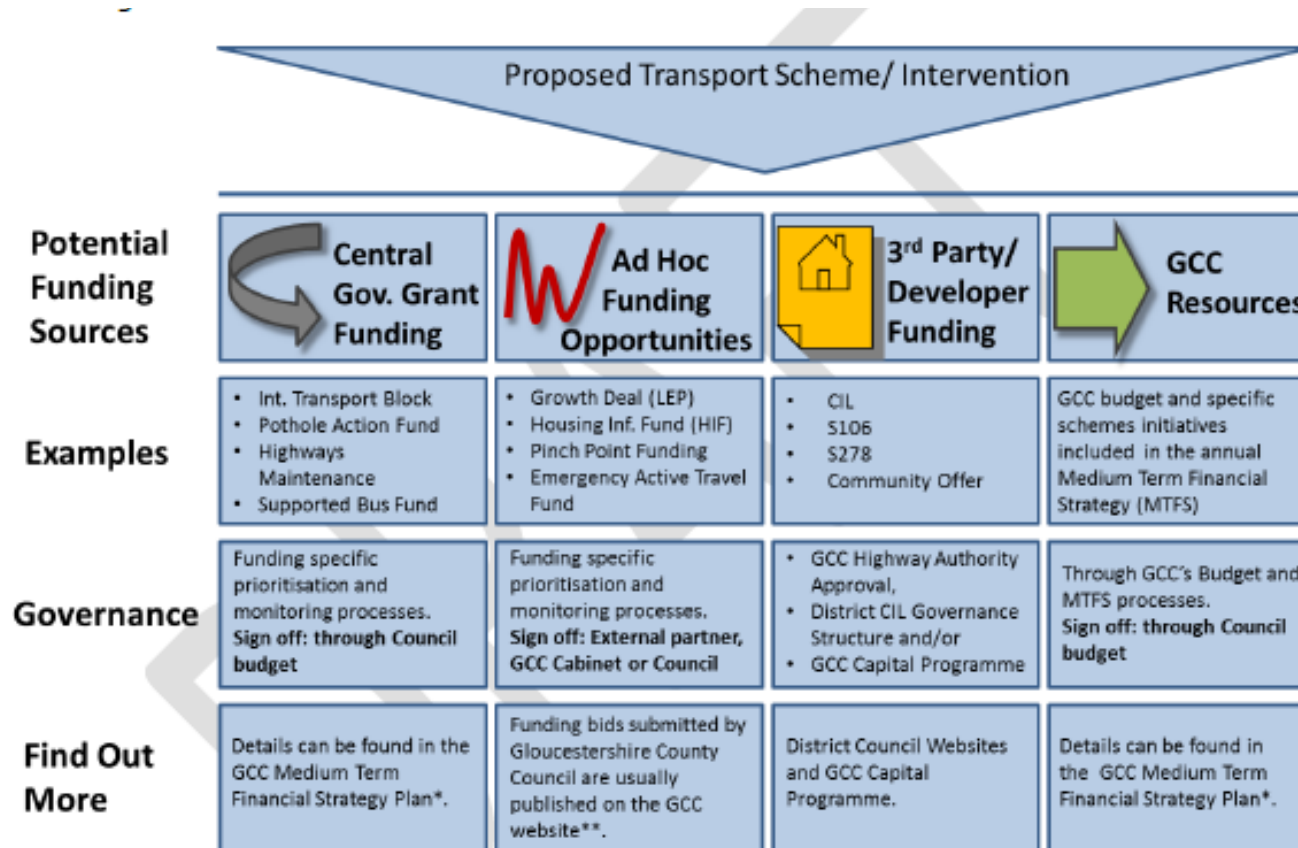 Proposed Transport Scheme/ Intervention
Potential
Funding
Sources
Central
Gov. Grant
Funding
Ad Hoc
Funding
Opportunities
3rd Party/
Developer
Funding
GCC
Resources
Examples
• Int. Transport Block
• Pothole Action Fund
• Highways
Maintenance
• Supported Bus Fund
• Growth Deal (LEP)
• Housing Inf. Fund (HIF)
• Pinch Point Funding
• Emergency Active Travel
Fund
• CIL
• S106
• S278
• Community Offer
GCC budget and specific
schemes initiatives
included in the annual
Medium Term Financial
Strategy (MTFS)
Governance
Funding specific
prioritisation and
monitoring processes.
Sign off: through Council
budget
Funding specific
prioritisation and
monitoring processes.
Sign off: External partner,
GCC Cabinet or Council
• GCC Highway Authority
Approval,
• District CIL Governance
Structure and/or
• GCC Capital Programme
Through GCC's Budget and
MTFS processes.
Sign off: through Council
budget
Find Out
More
Details can be found in the
GCC Medium Term
Financial Strategy Plan*.
Funding bids submitted by
Gloucestershire County
Council are usually
published on the GCC
website**.
District Council Websites
and GCC Capital
Programme.
Details can be found in
the GCC Medium Term
Financial Strategy Plan*.